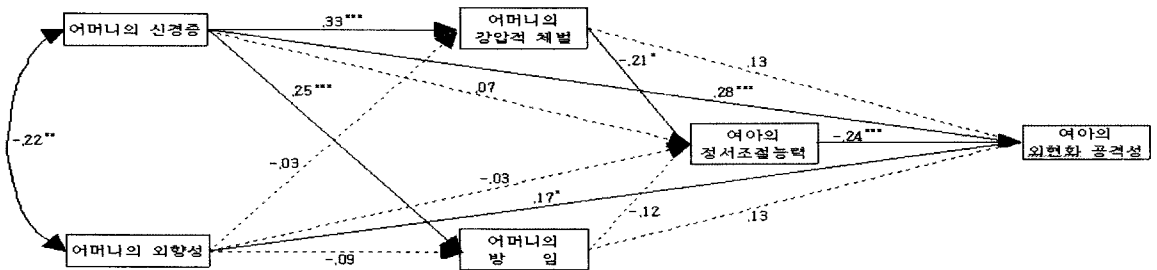 어머니의 신경증
.33***
어머니의
강압적 체벌
-.21*
.13
.07
.28***
.25***
-.22**
여아의
정서조절능력
-.24***
여아의
외현화 공격성
-.03
-.03
.17*
-.12
.13
어머니의 외향성
-.09
어머니의
방 임